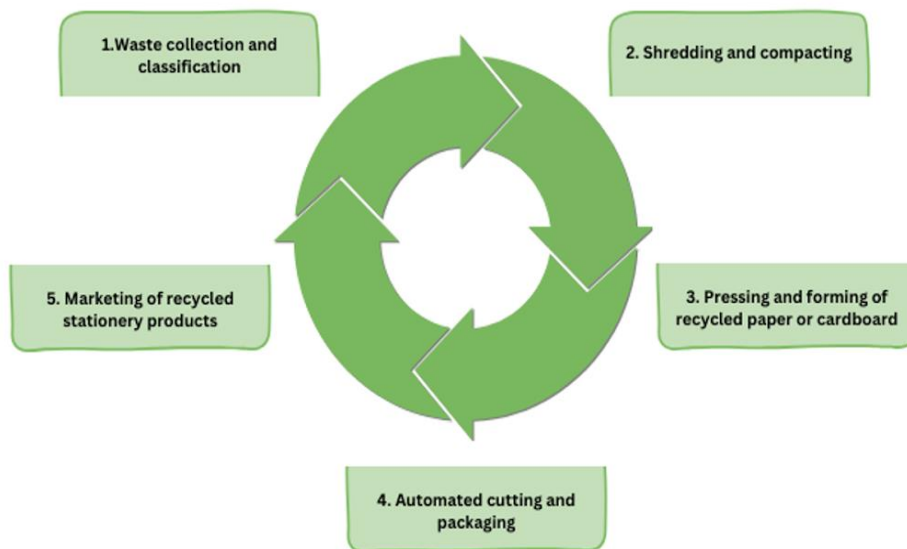 1.Waste collection and
classification
2. Shredding and compacting
3. Pressing and forming of
recycled paper or cardboard
4. Automated cutting and
packaging
5. Marketing of recycled
stationery products